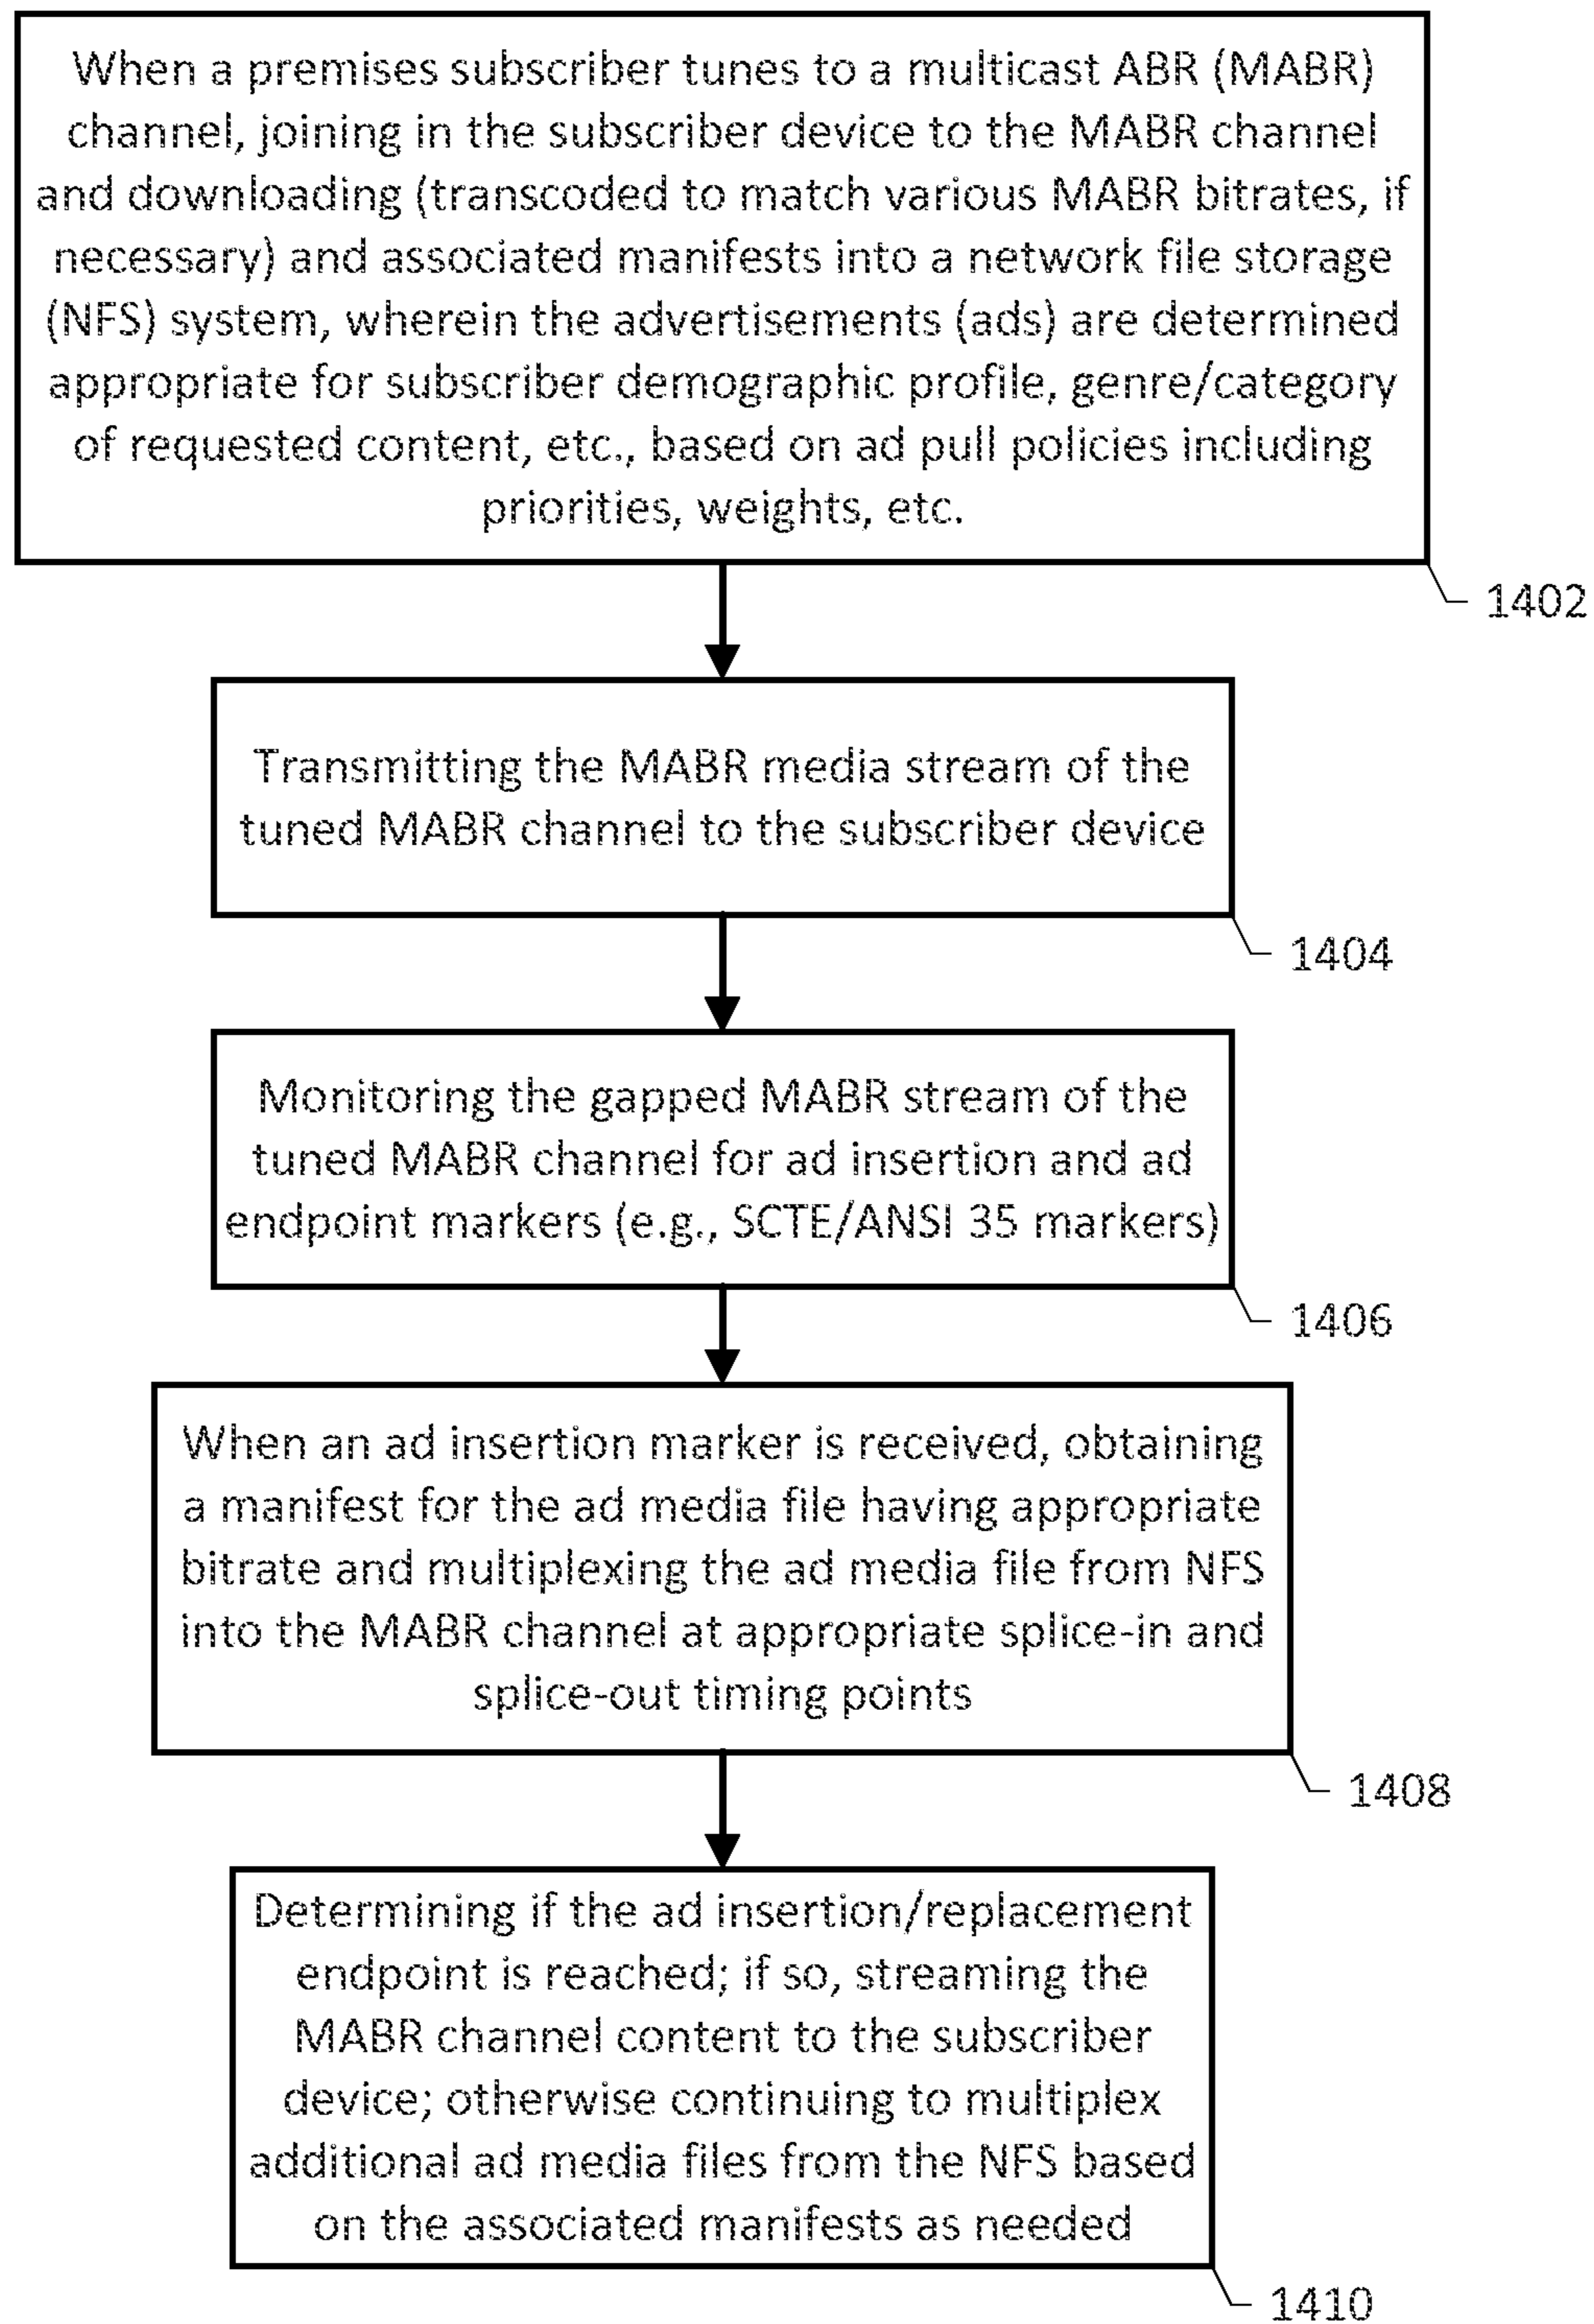 When a premises subscriber tunes to a multicast ABR (MABR)
channel, joining in the subscriber device to the MABR channel
and downloading (transcoded to match various MABR bitrates, if
necessary) and associated manifests into a network file storage
(NFS) system, wherein the advertisements (ads) are determined
appropriate for subscriber demographic profile, genre/category
of requested content, etc., based on ad pull policies including
priorities, weights, etc.
1402
Transmitting the MABR media stream of the
tuned MABR channel to the subscriber device
1404
Monitoring the gapped MABR stream of the
tuned MABR channel for ad insertion and ad
endpoint markers (e.g., SCTE/ANSI 35 markers)
1406
When an ad insertion marker is received, obtaining
a manifest for the ad media file having appropriate
bitrate and multiplexing the ad media file from NFS
into the MABR channel at appropriate splice-in and
splice-out timing points
1408
Determining if the ad insertion/replacement
endpoint is reached; if so, streaming the
MABR channel content to the subscriber
device; otherwise continuing to multiplex
additional ad media files from the NFS based
on the associated manifests as needed
1410